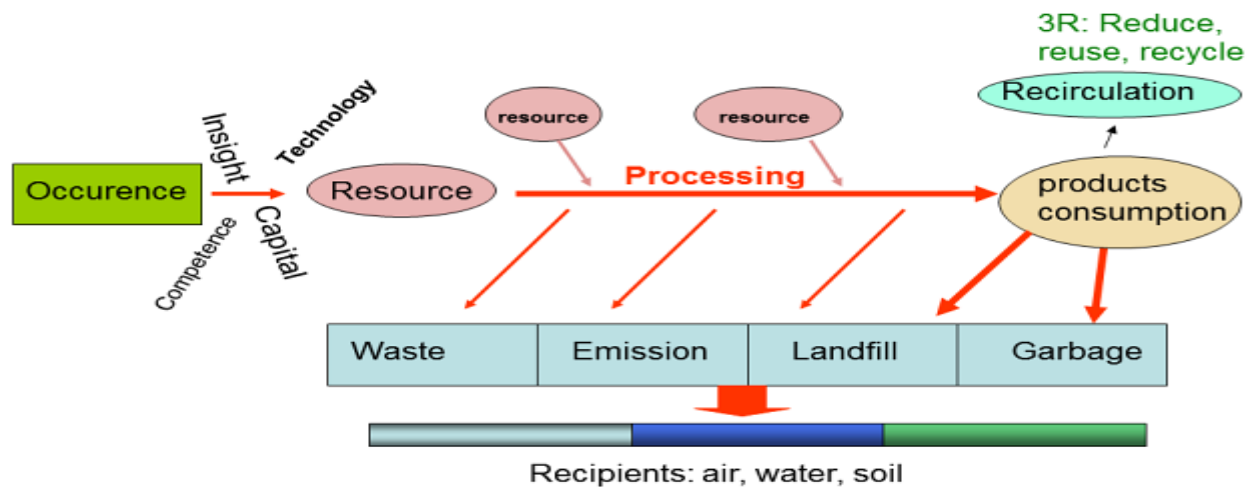 3R: Reduce,
reuse, recycle
Recirculation
Technology
Insight
resource
resource
Occurence
Resource
Processing
products
consumption
Competence
Capital
Waste
Emission
Landfill
Garbage
Recipients: air, water, soil